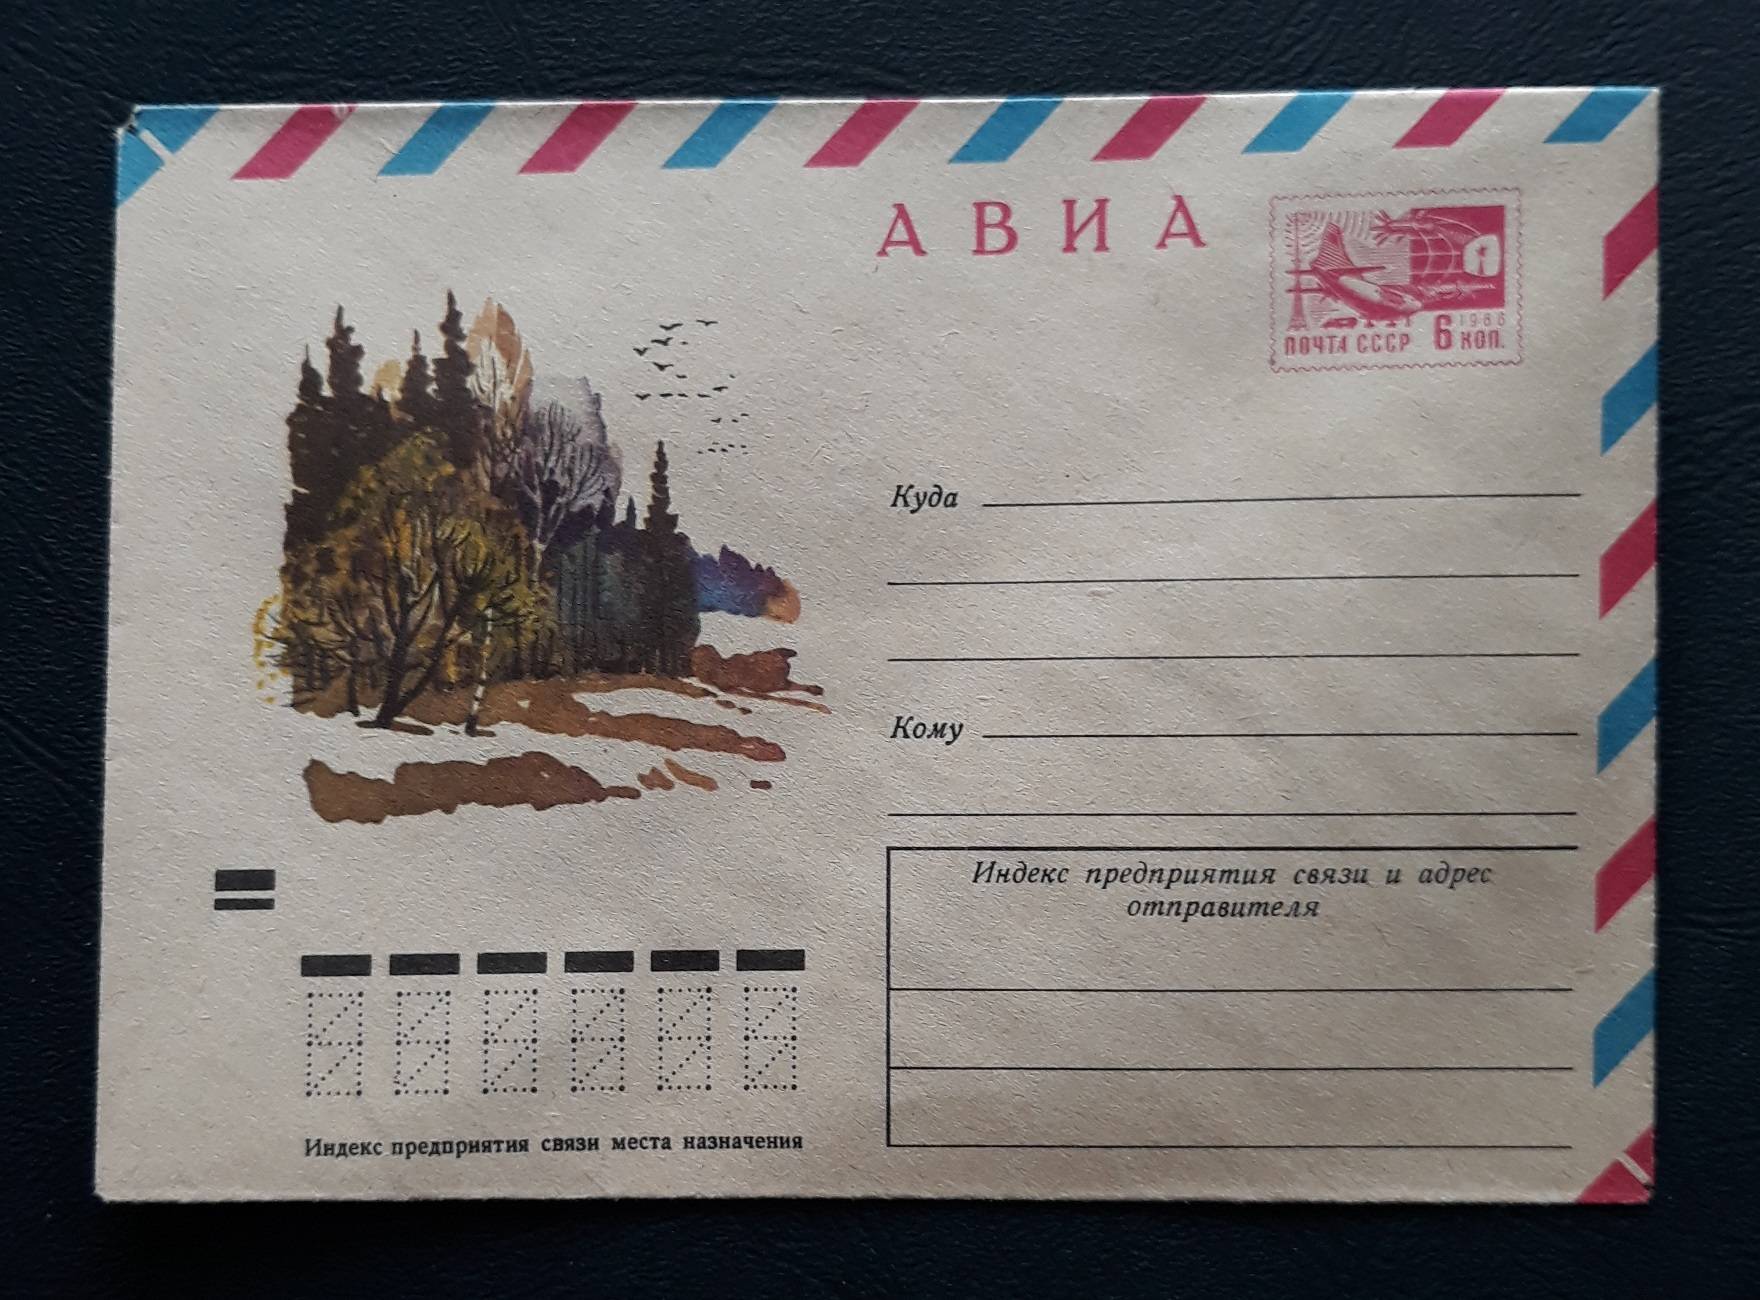 АВИА
1966
ПОЧТА СССР 6 КОП.
Куда
Кому
Индекс предприятия связи и адрес
отправителя
Индекс предприятия связи места назначения